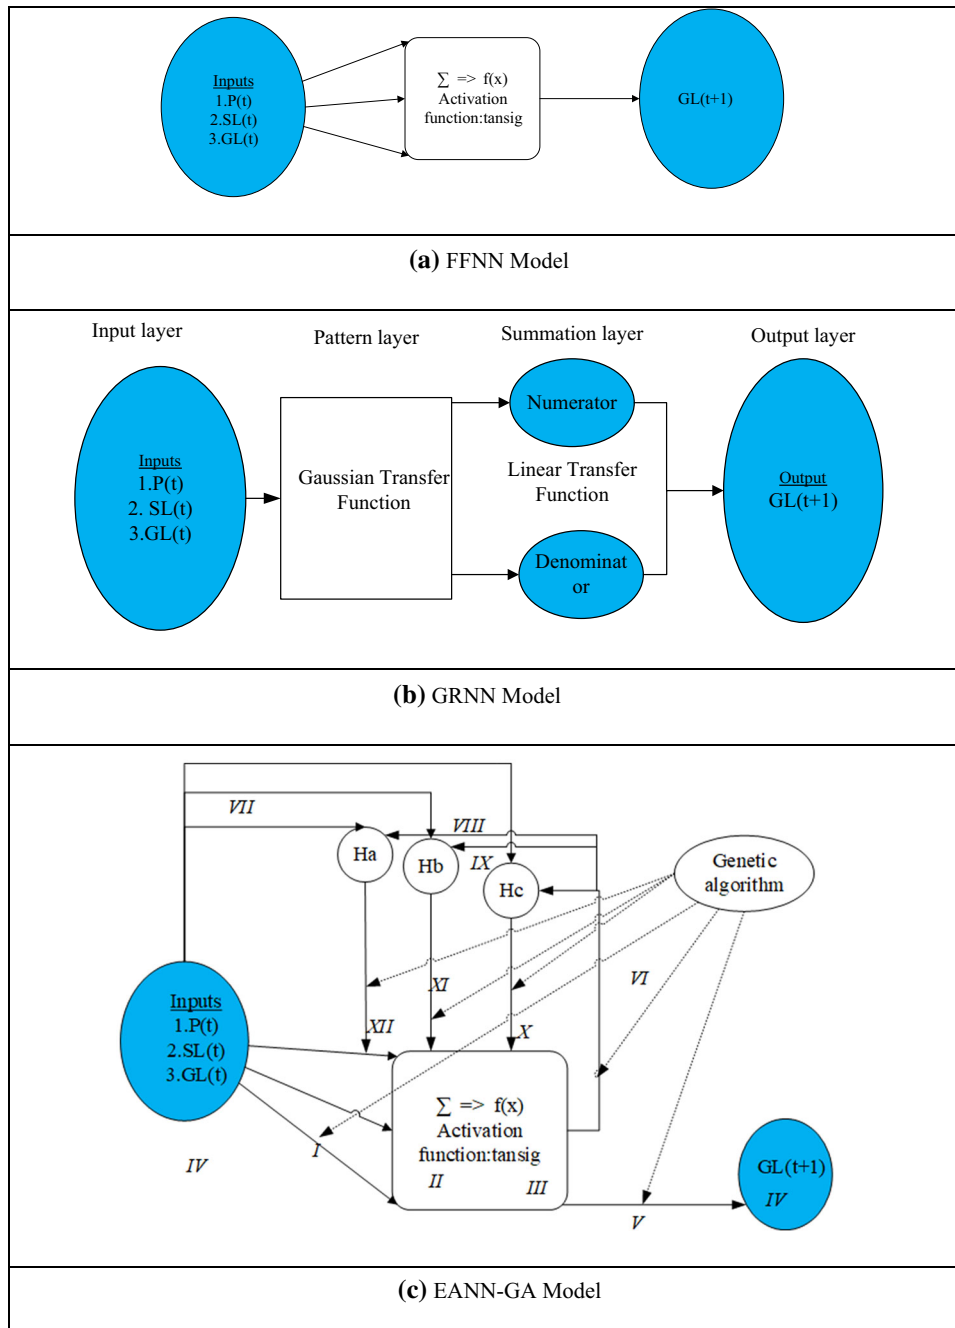 Inputs
1.P(t)
2.SL(t)
3.GL(t)
∑ => f(x)
Activation
function:tansig
GL(t+1)
(a) FFNN Model
Input layer
Pattern layer
Summation layer
Output layer
Inputs
1.P(t)
2. SL(t)
3.GL(t)
Gaussian Transfer
Function
Numerator
Linear Transfer
Function
Denominat
or
Output
GL(t+1)
(b) GRNN Model
VII
VIII
Ha
Hb
IX
Hc
Genetic
algorithm
XI
VI
XII
X
Inputs
1.P(t)
2.SL(t)
3.GL(t)
I
IV
∑ => f(x)
Activation
function:tansig
II
III
V
GL(t+1)
IV
(c) EANN-GA Model